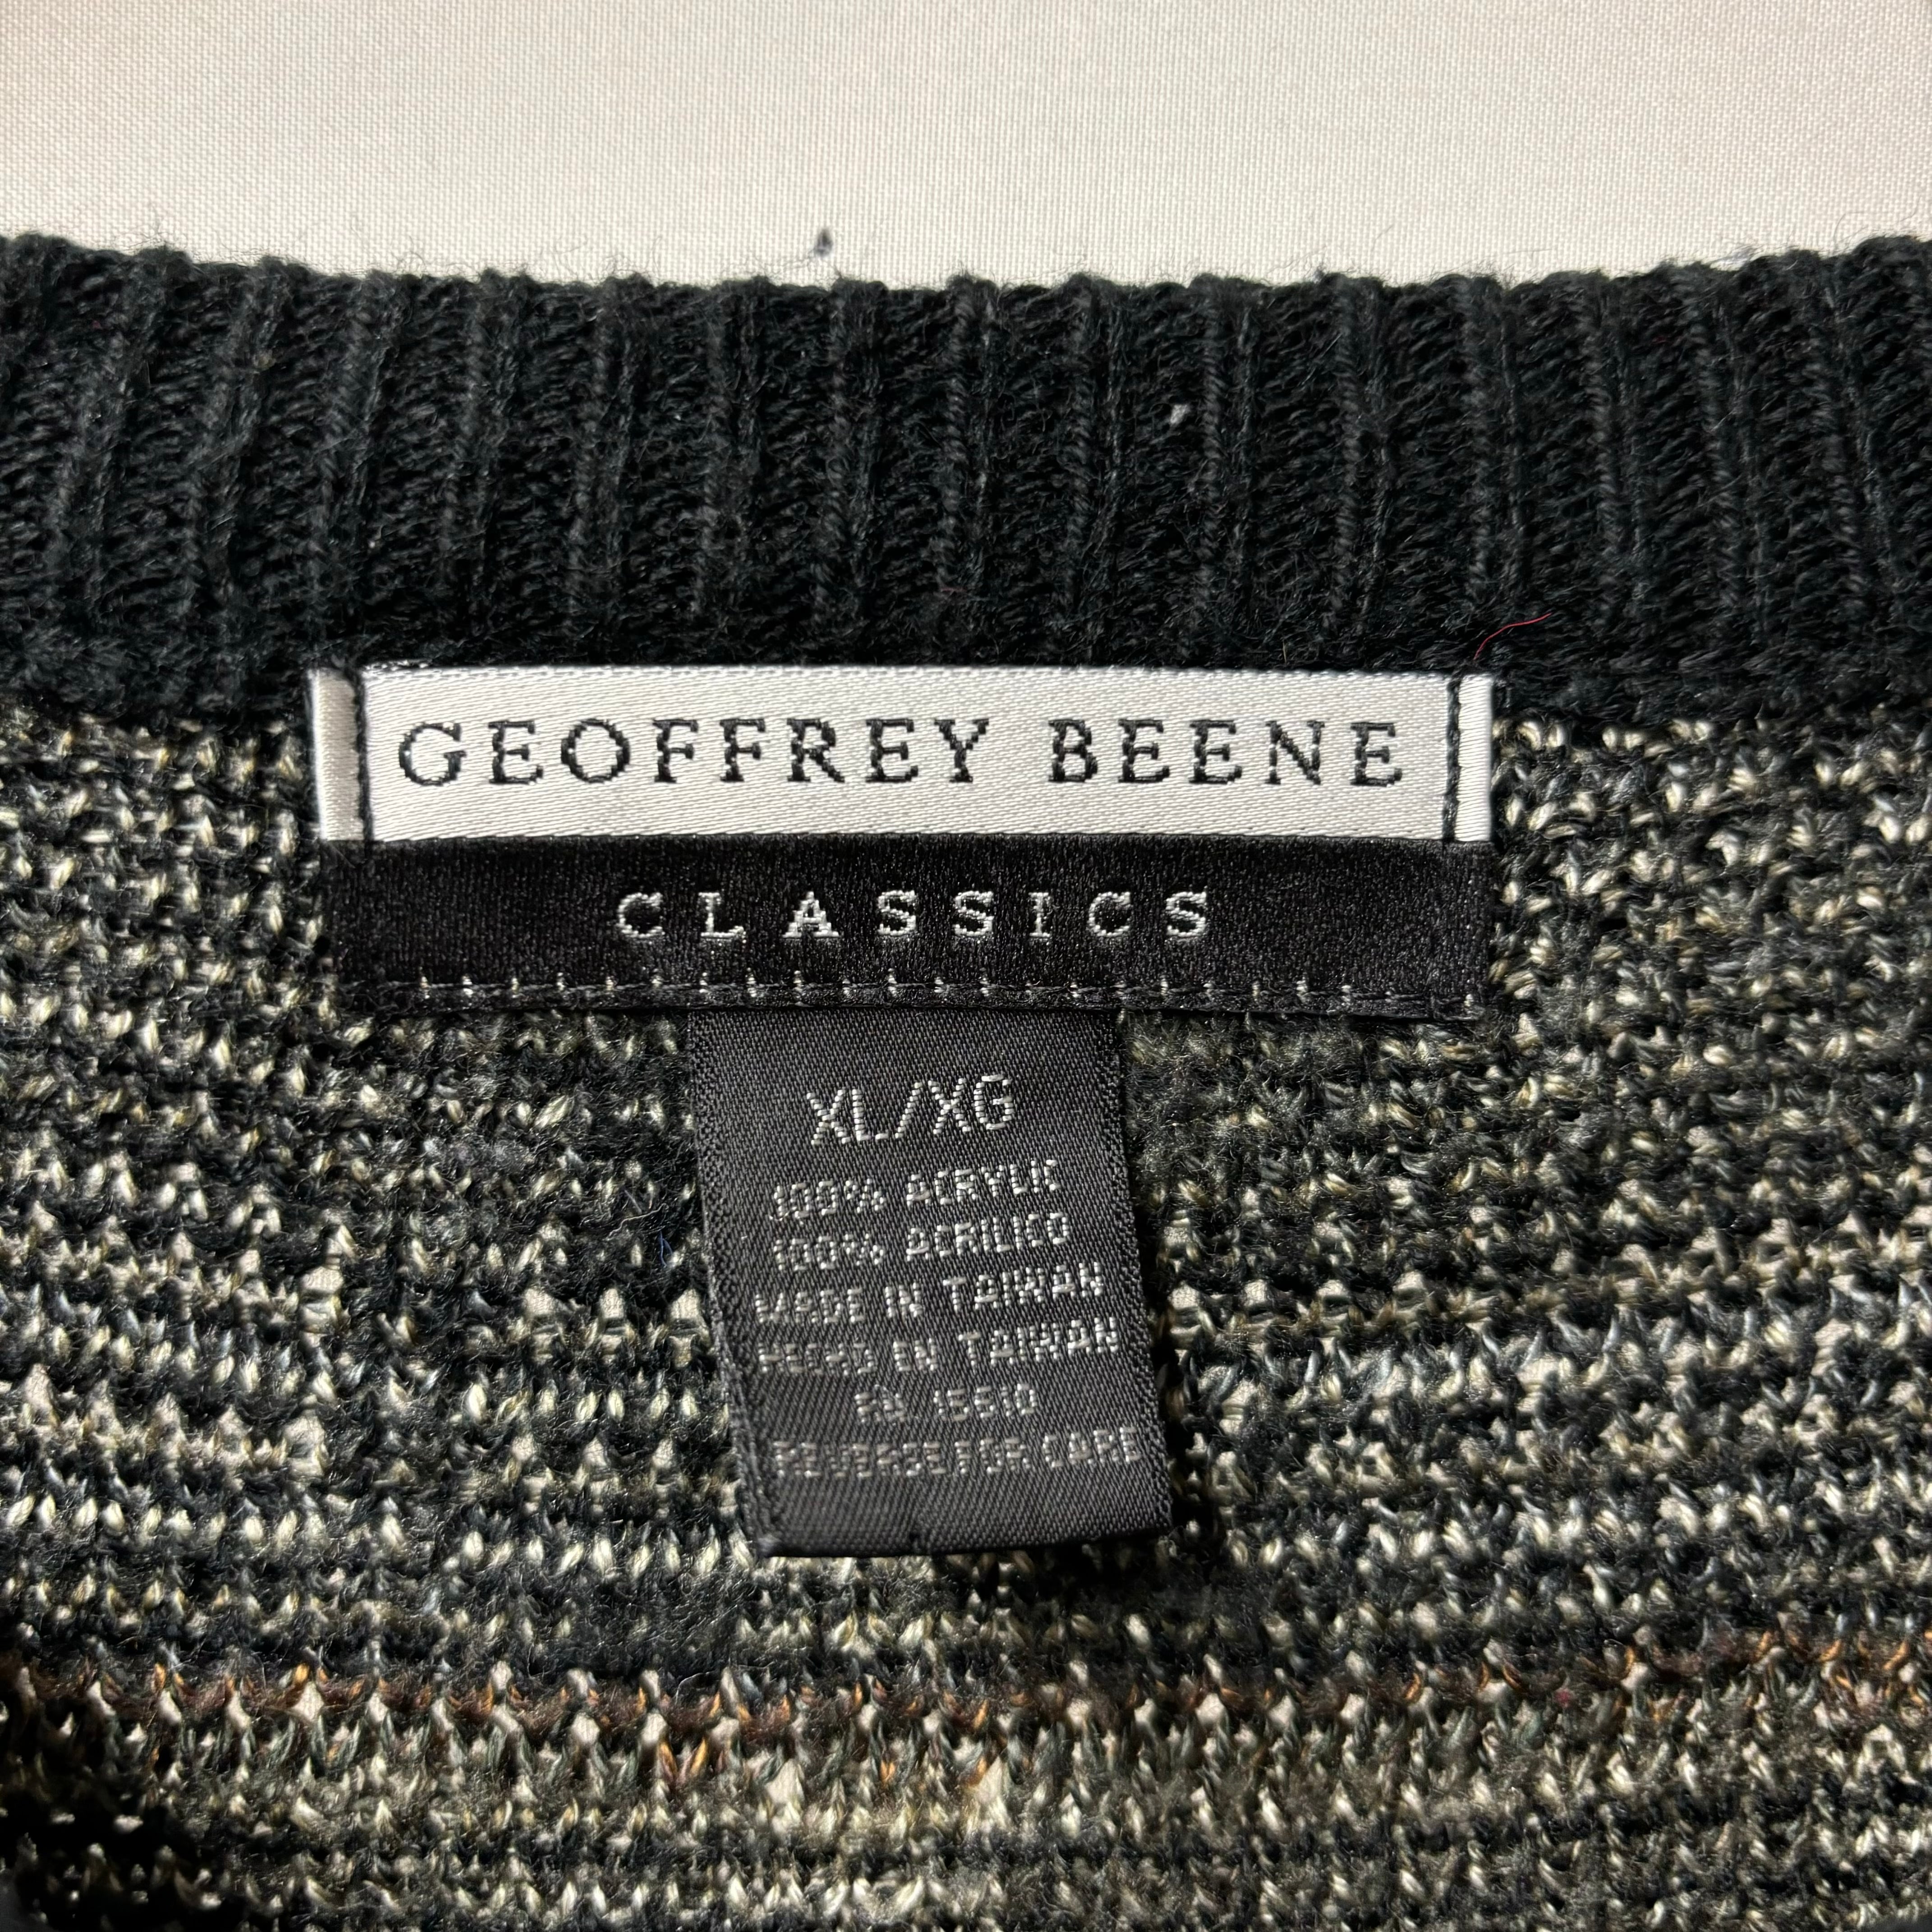 GEOFFREY BEENE
CLASSICS
XL/XG
100% ACRYLIC
100% ACRILICO
MADE IN TAIWAN
HECHO EN TAIWAN
RN 15510
REVERSE FOR CARE